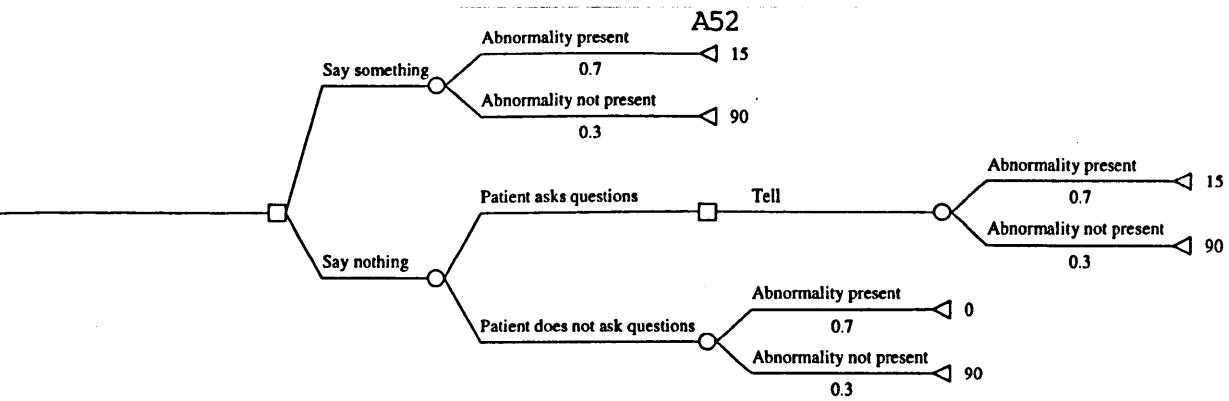 A52
Abnormality present
15
Say something
0.7
Abnormality not present
90
0.3
Abnormality present
15
Patient asks questions
Tell
0.7
Abnormality not present
90
Say nothing
0.3
Abnormality present
0
Patient does not ask questions
0.7
Abnormality not present
90
0.3